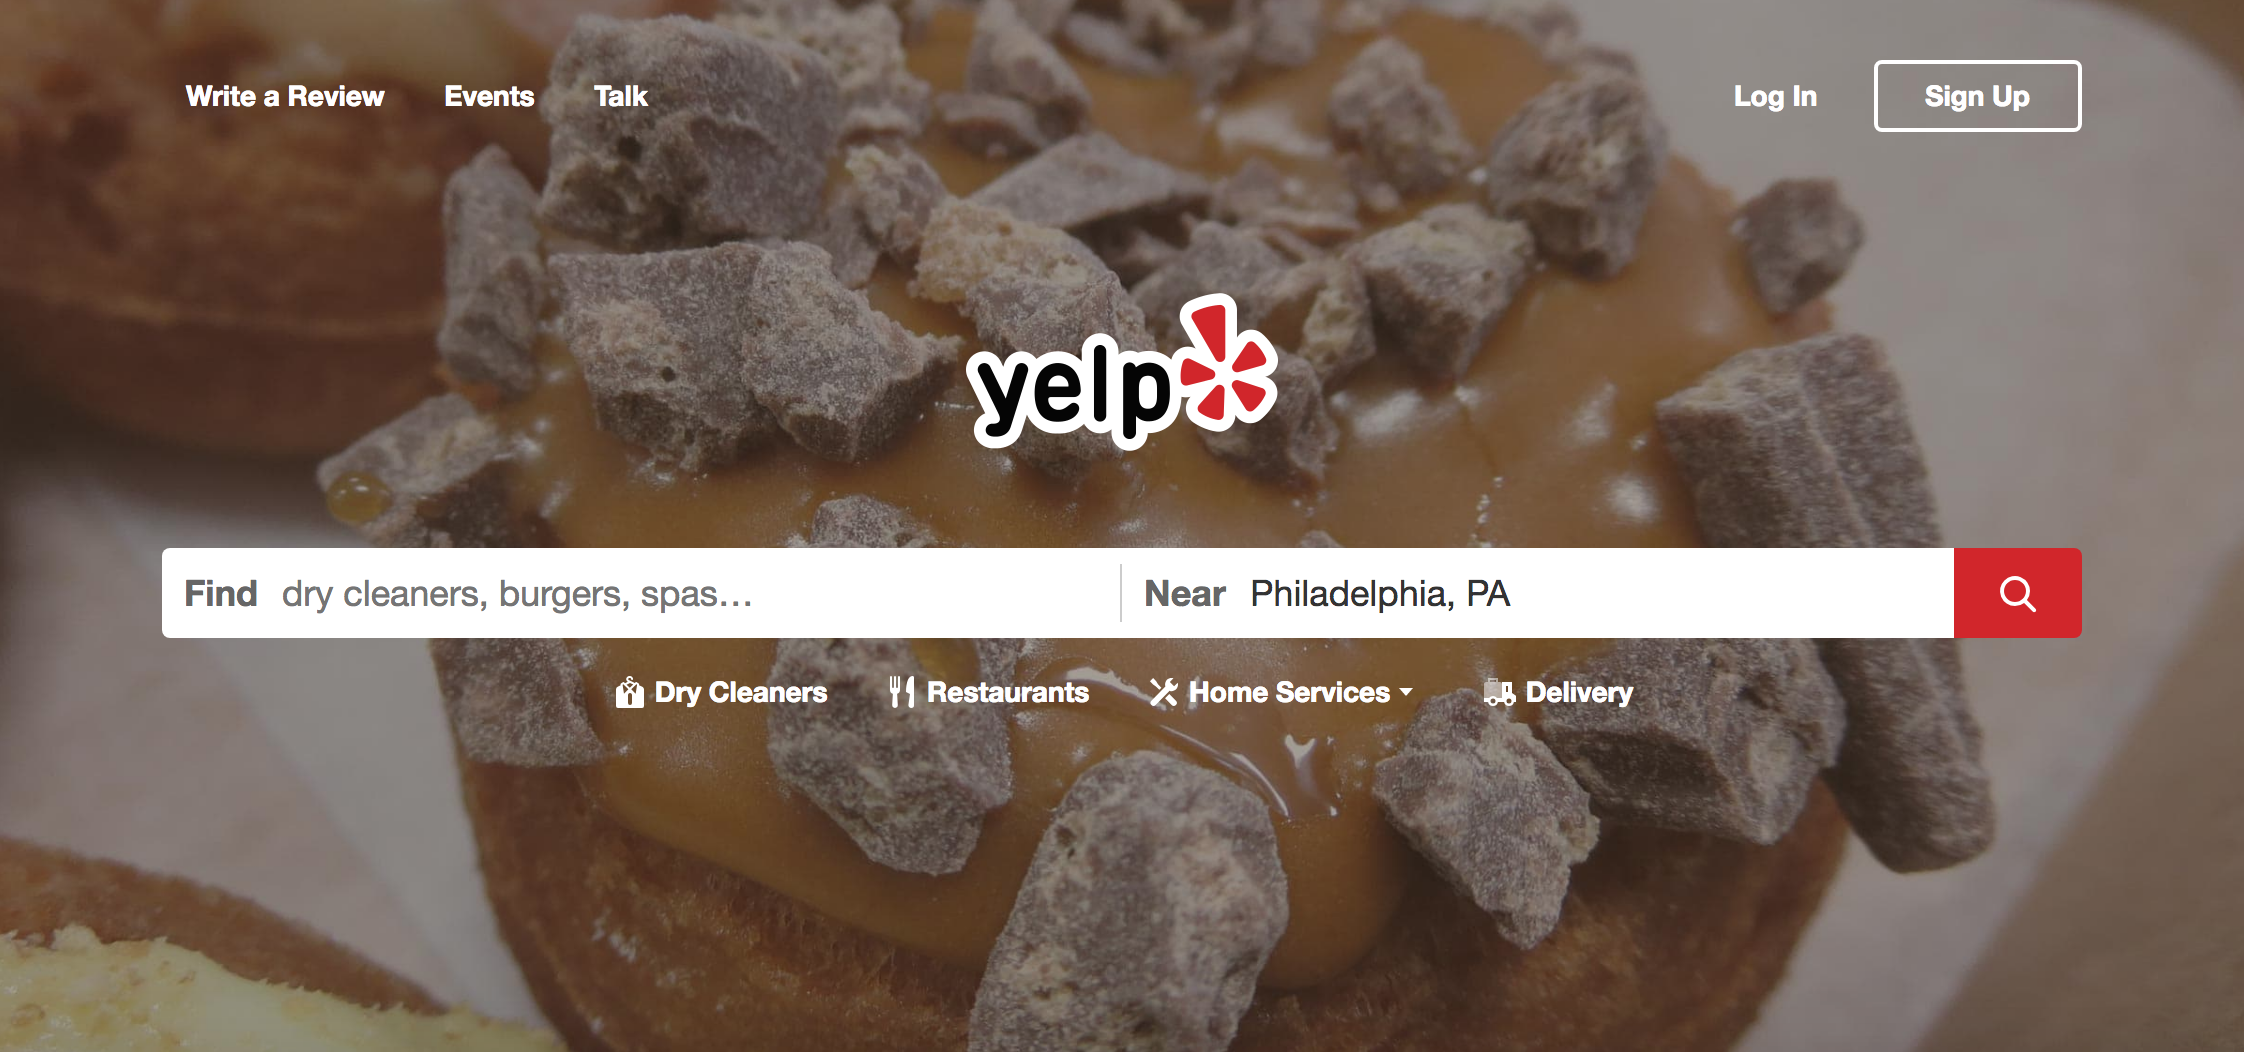 Write a Review Events Talk Log In Sign Up
yelp
Find dry cleaners, burgers, spas... Near Philadelphia, PA
Dry Cleaners Restaurants Home Services Delivery